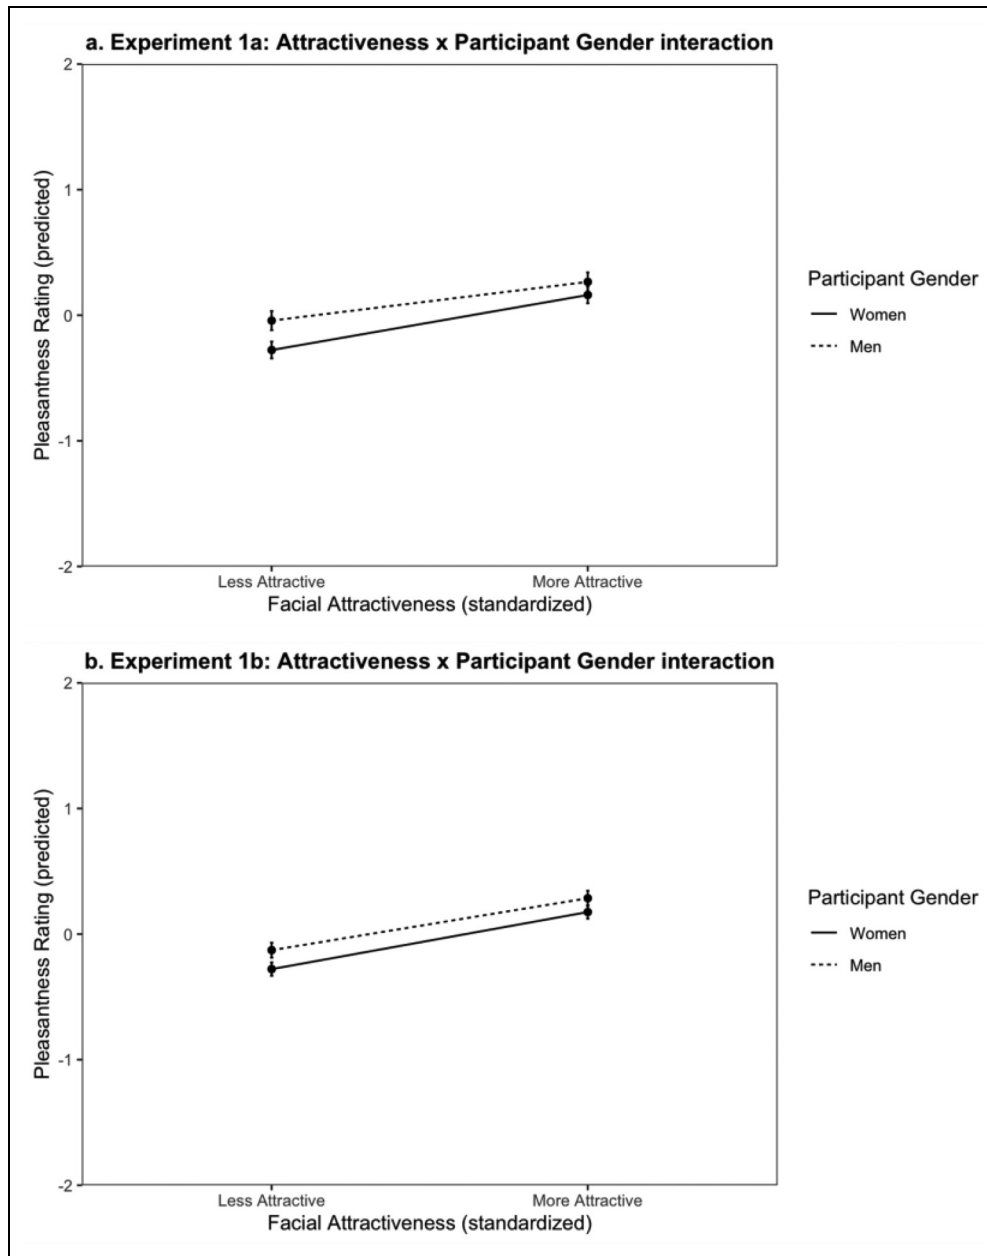 a. Experiment 1a: Attractiveness x Participant Gender interaction
2
1
0
-1
-2
Pleasantness Rating (predicted)
Less Attractive
More Attractive
Facial Attractiveness (standardized)
Participant Gender
Women
Men
b. Experiment 1b: Attractiveness x Participant Gender interaction
2
1
0
-1
-2
Pleasantness Rating (predicted)
Less Attractive
More Attractive
Facial Attractiveness (standardized)
Participant Gender
Women
Men